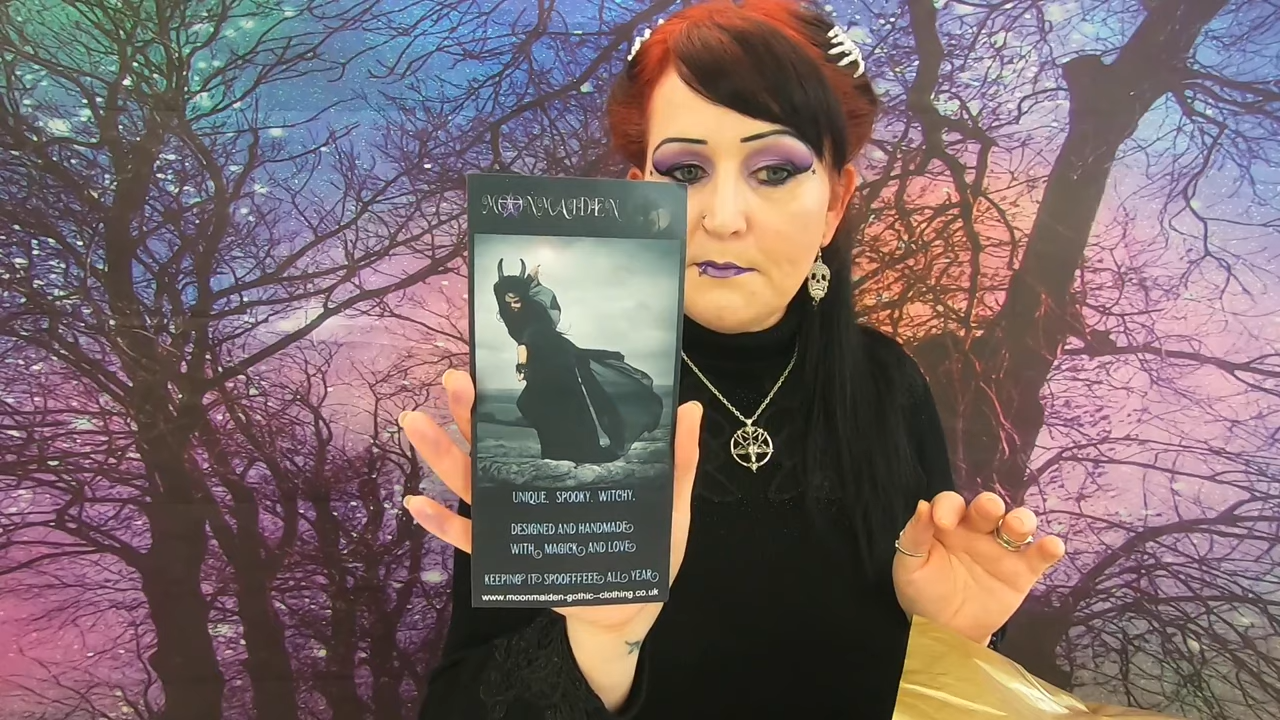 MOONMAIDEN
UNIQUE. SPOOKY. WITCHY.
DESIGNED AND HANDMADE
WITH MAGICK AND LOVE
KEEPING IT SPOOFFFEEE ALL YEAR
www.moonmaiden-gothic-clothing.co.uk